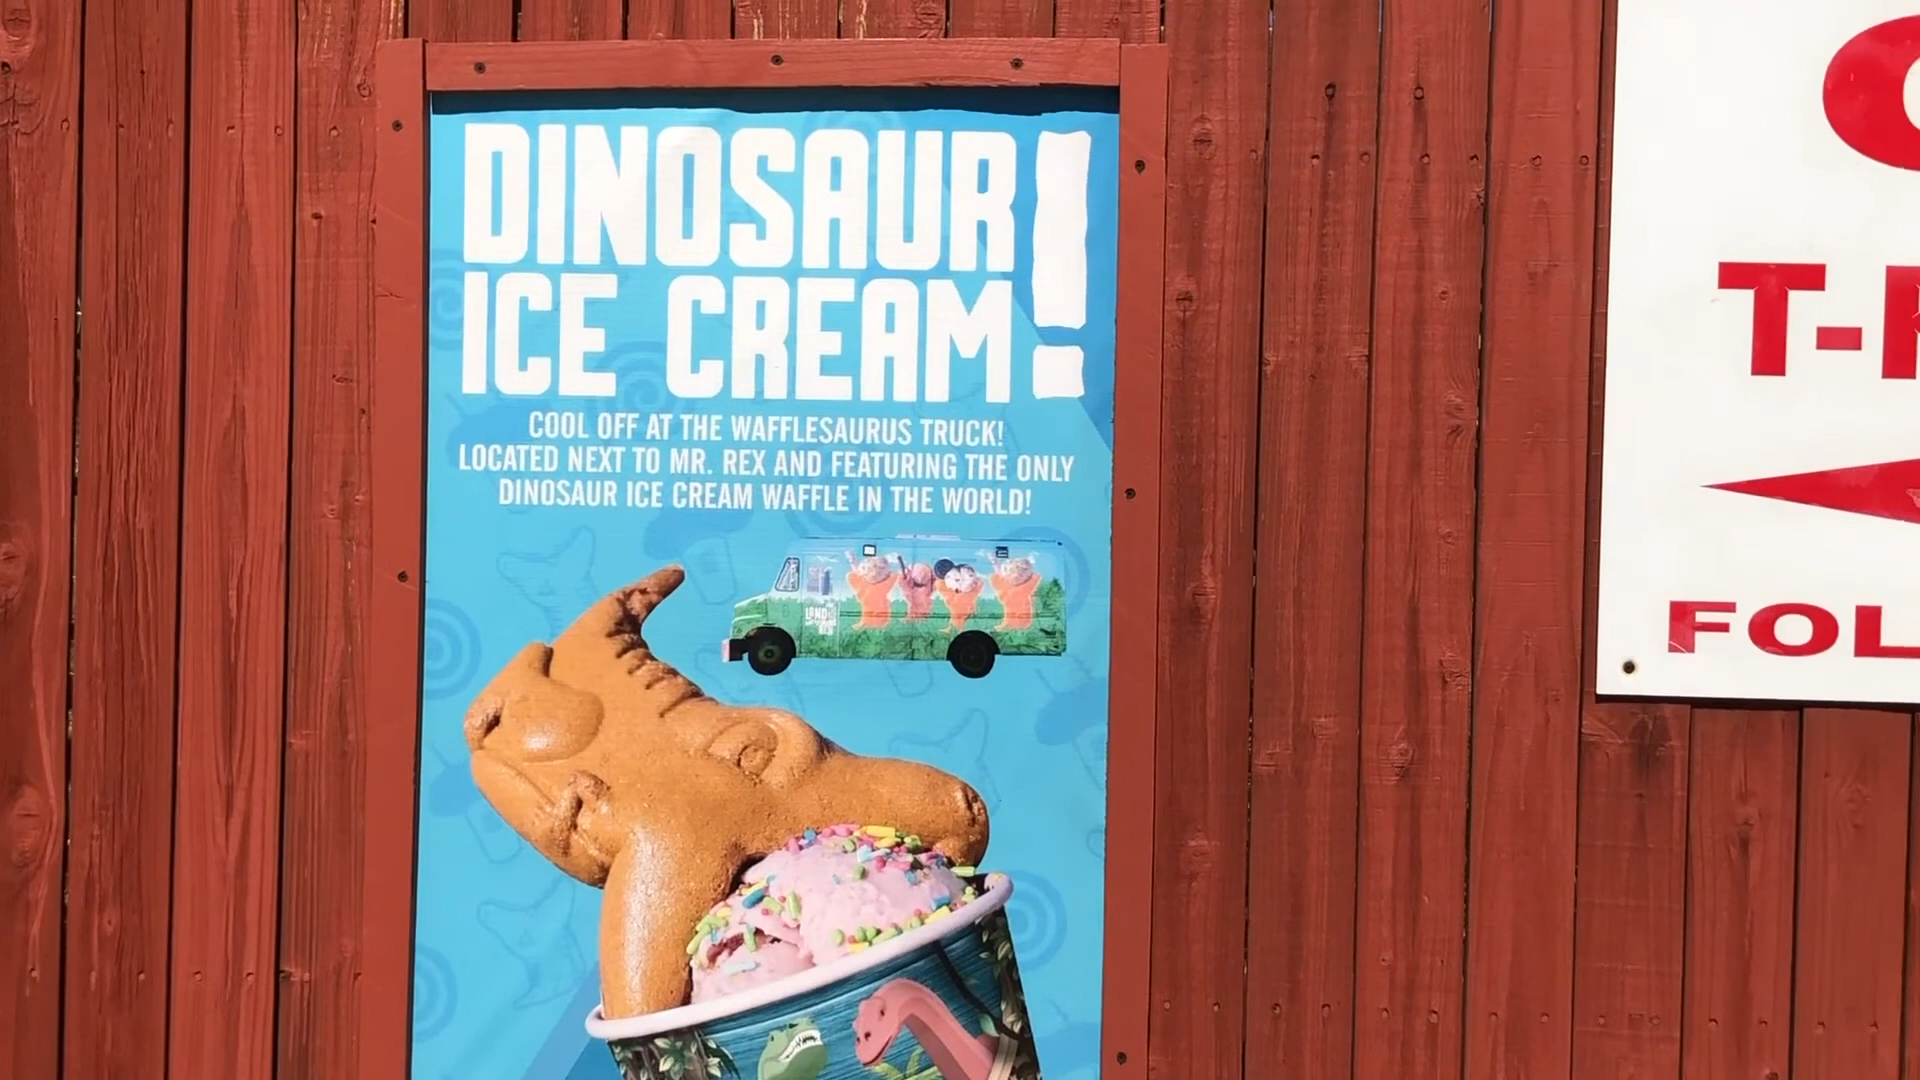 DINOSAUR
ICE CREAM!
COOL OFF AT THE WAFFLESAURUS TRUCK!
LOCATED NEXT TO MR. REX AND FEATURING THE ONLY
DINOSAUR ICE CREAM WAFFLE IN THE WORLD!
LAND
T-
FOL